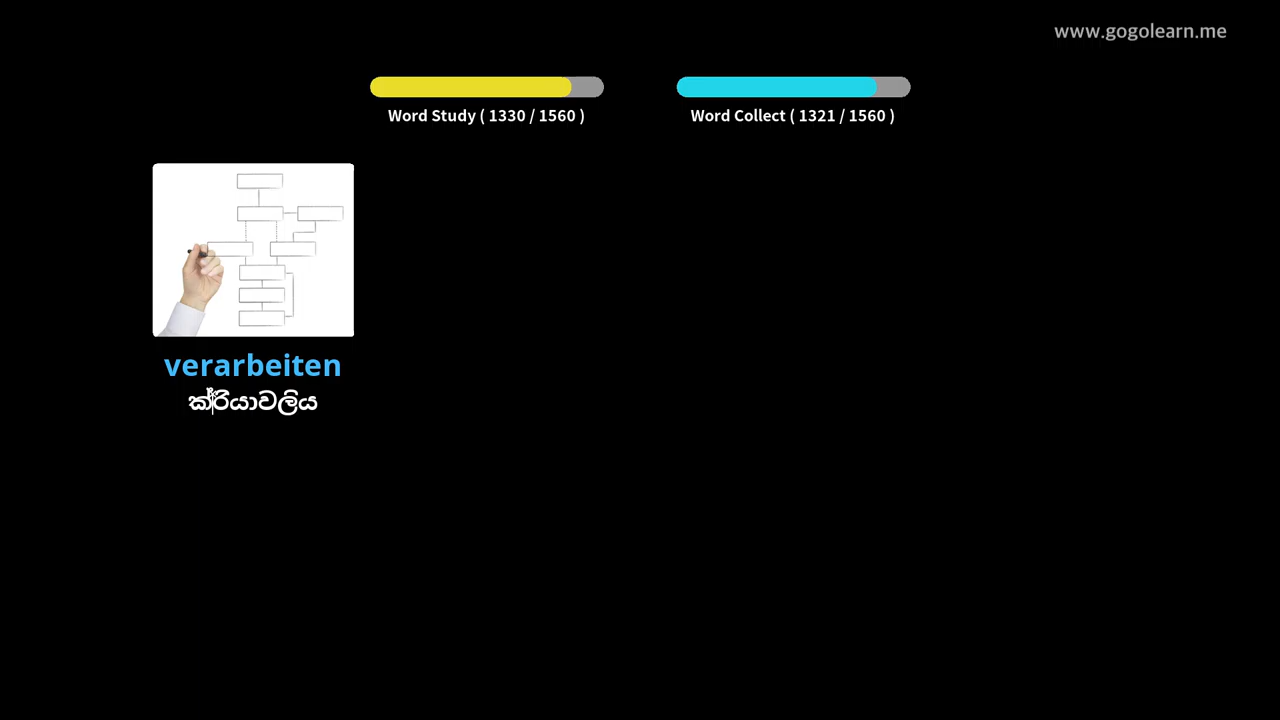 www.gogolearn.me
Word Study ( 1330 / 1560 )
Word Collect ( 1321 / 1560 )
verarbeiten
ක්රියාවලිය